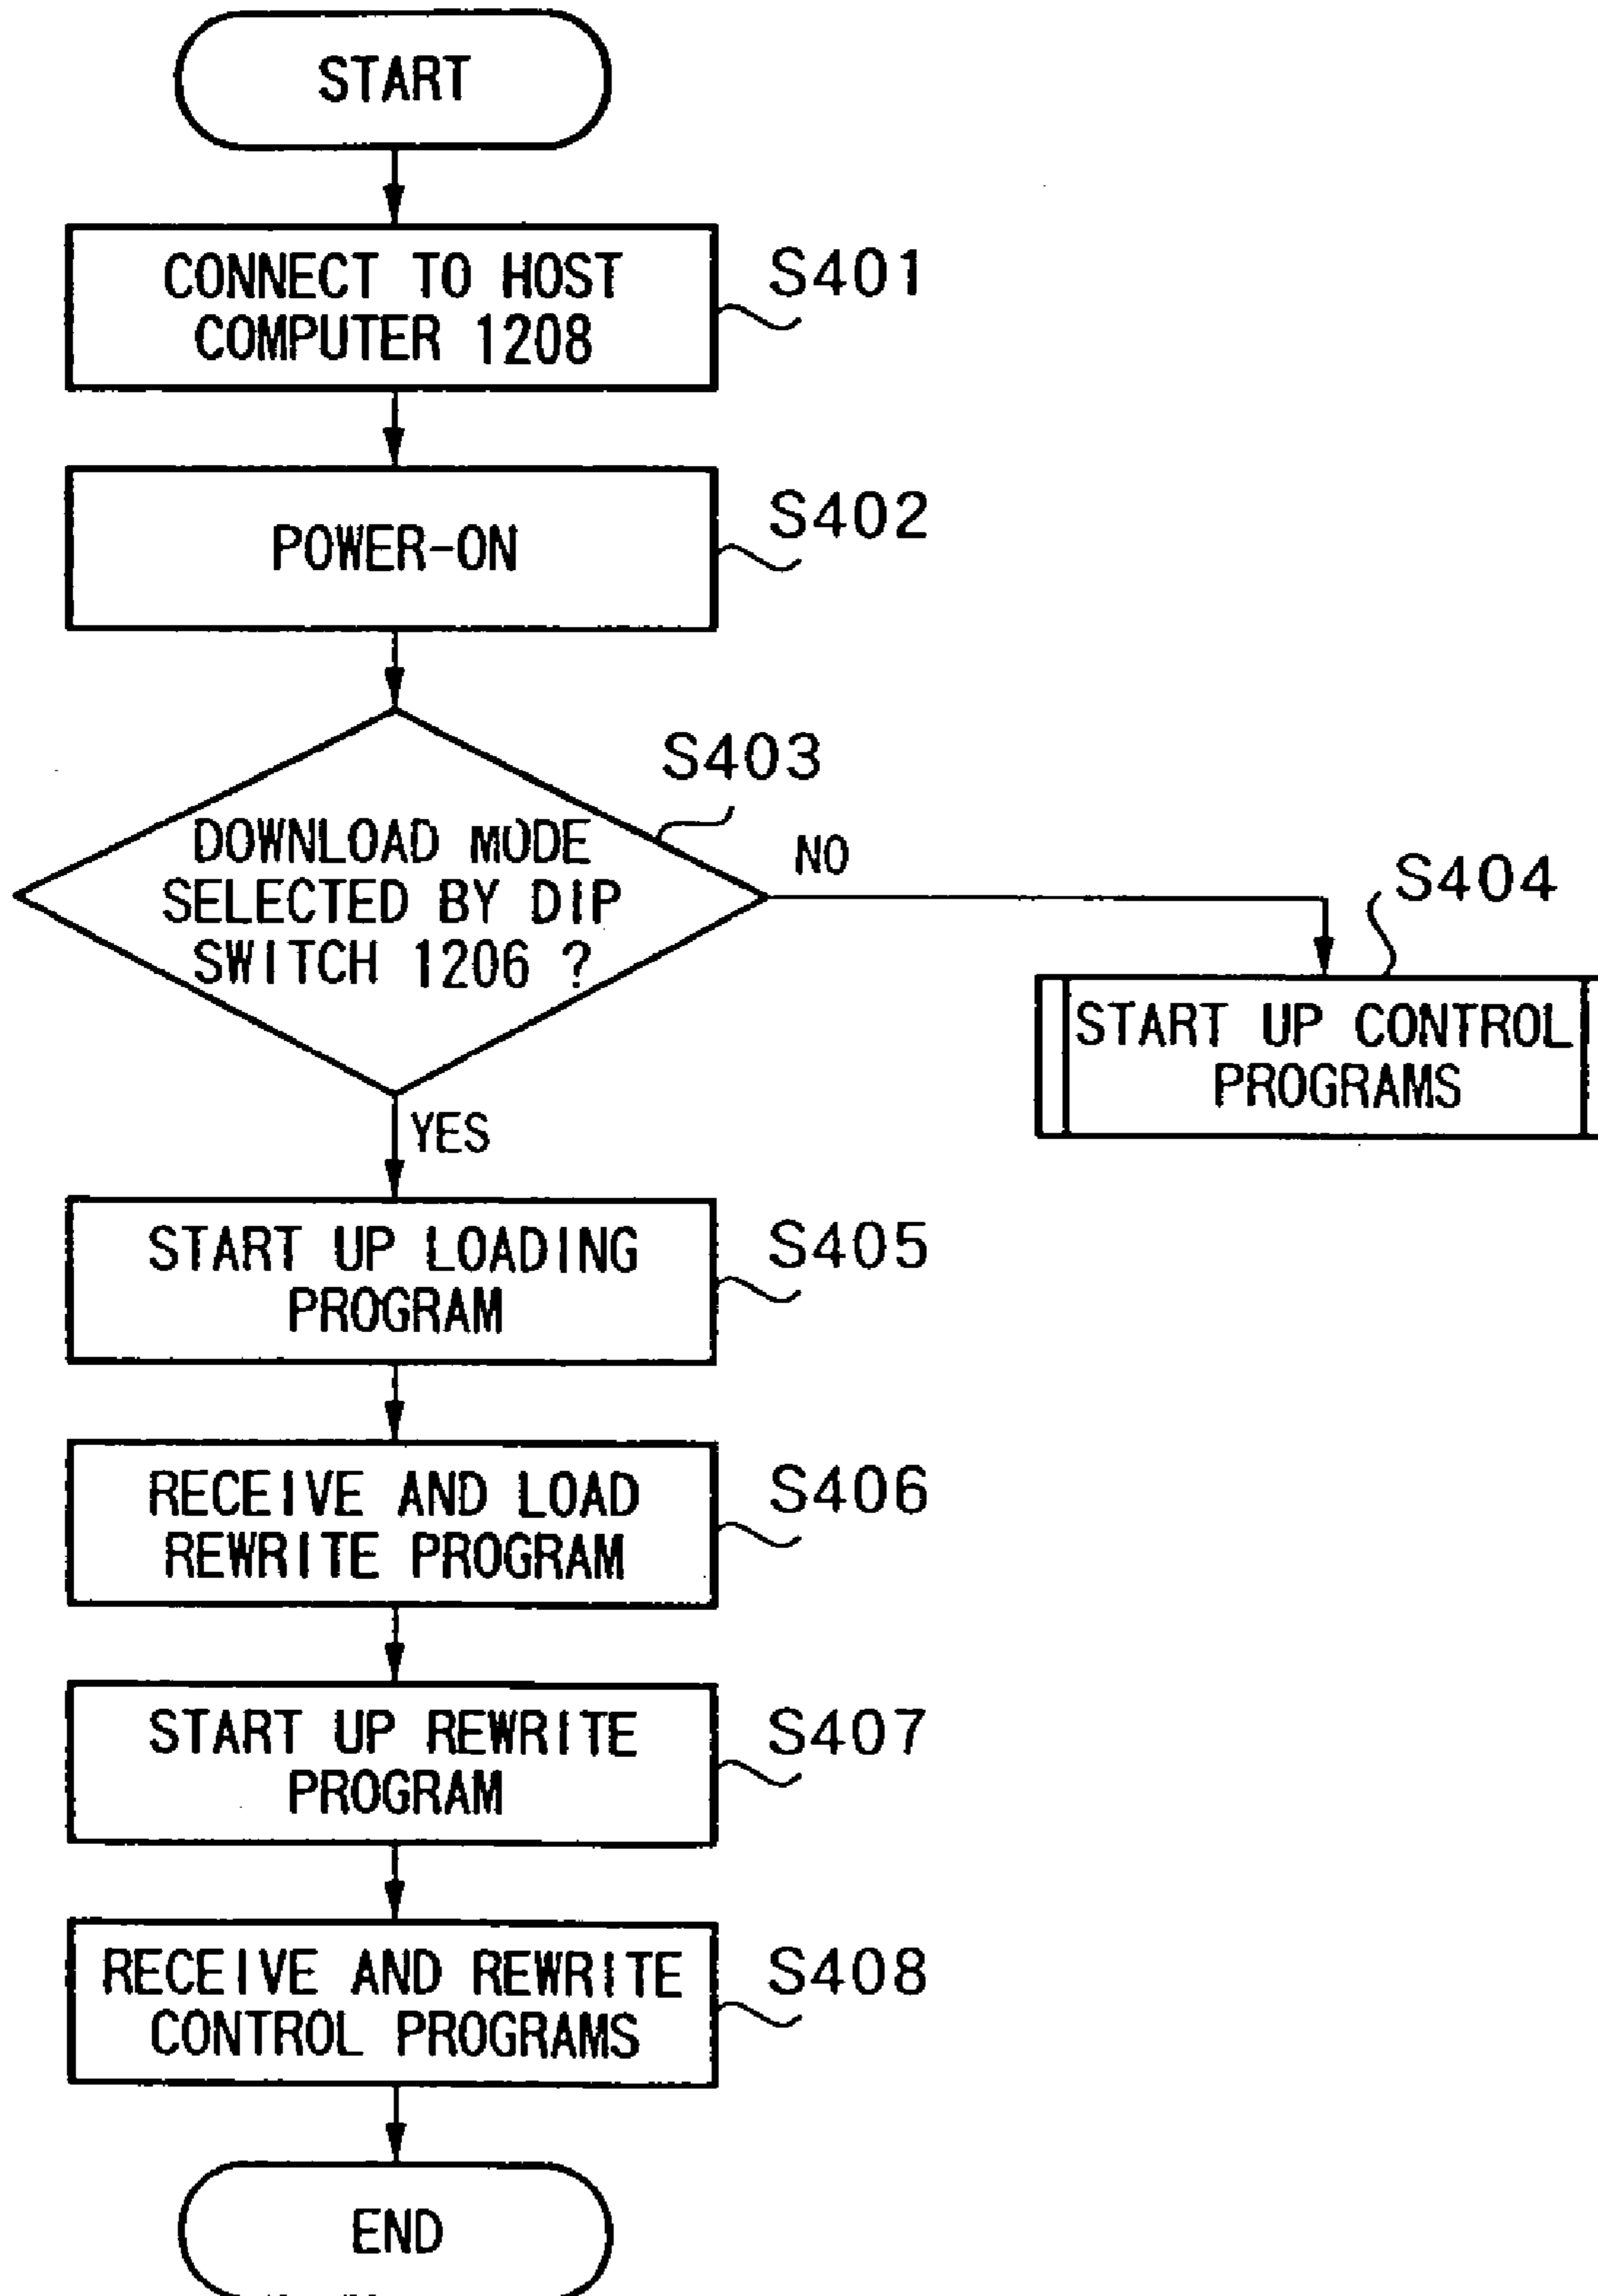 START
CONNECT TO HOST
COMPUTER 1208
S401
POWER-ON
S402
S403
DOWNLOAD MODE
SELECTED BY DIP
SWITCH 1206 ?
NO
S404
START UP CONTROL
PROGRAMS
YES
START UP LOADING
PROGRAM
S405
RECEIVE AND LOAD
REWRITE PROGRAM
S406
START UP REWRITE
PROGRAM
S407
RECEIVE AND REWRITE
CONTROL PROGRAMS
S408
END